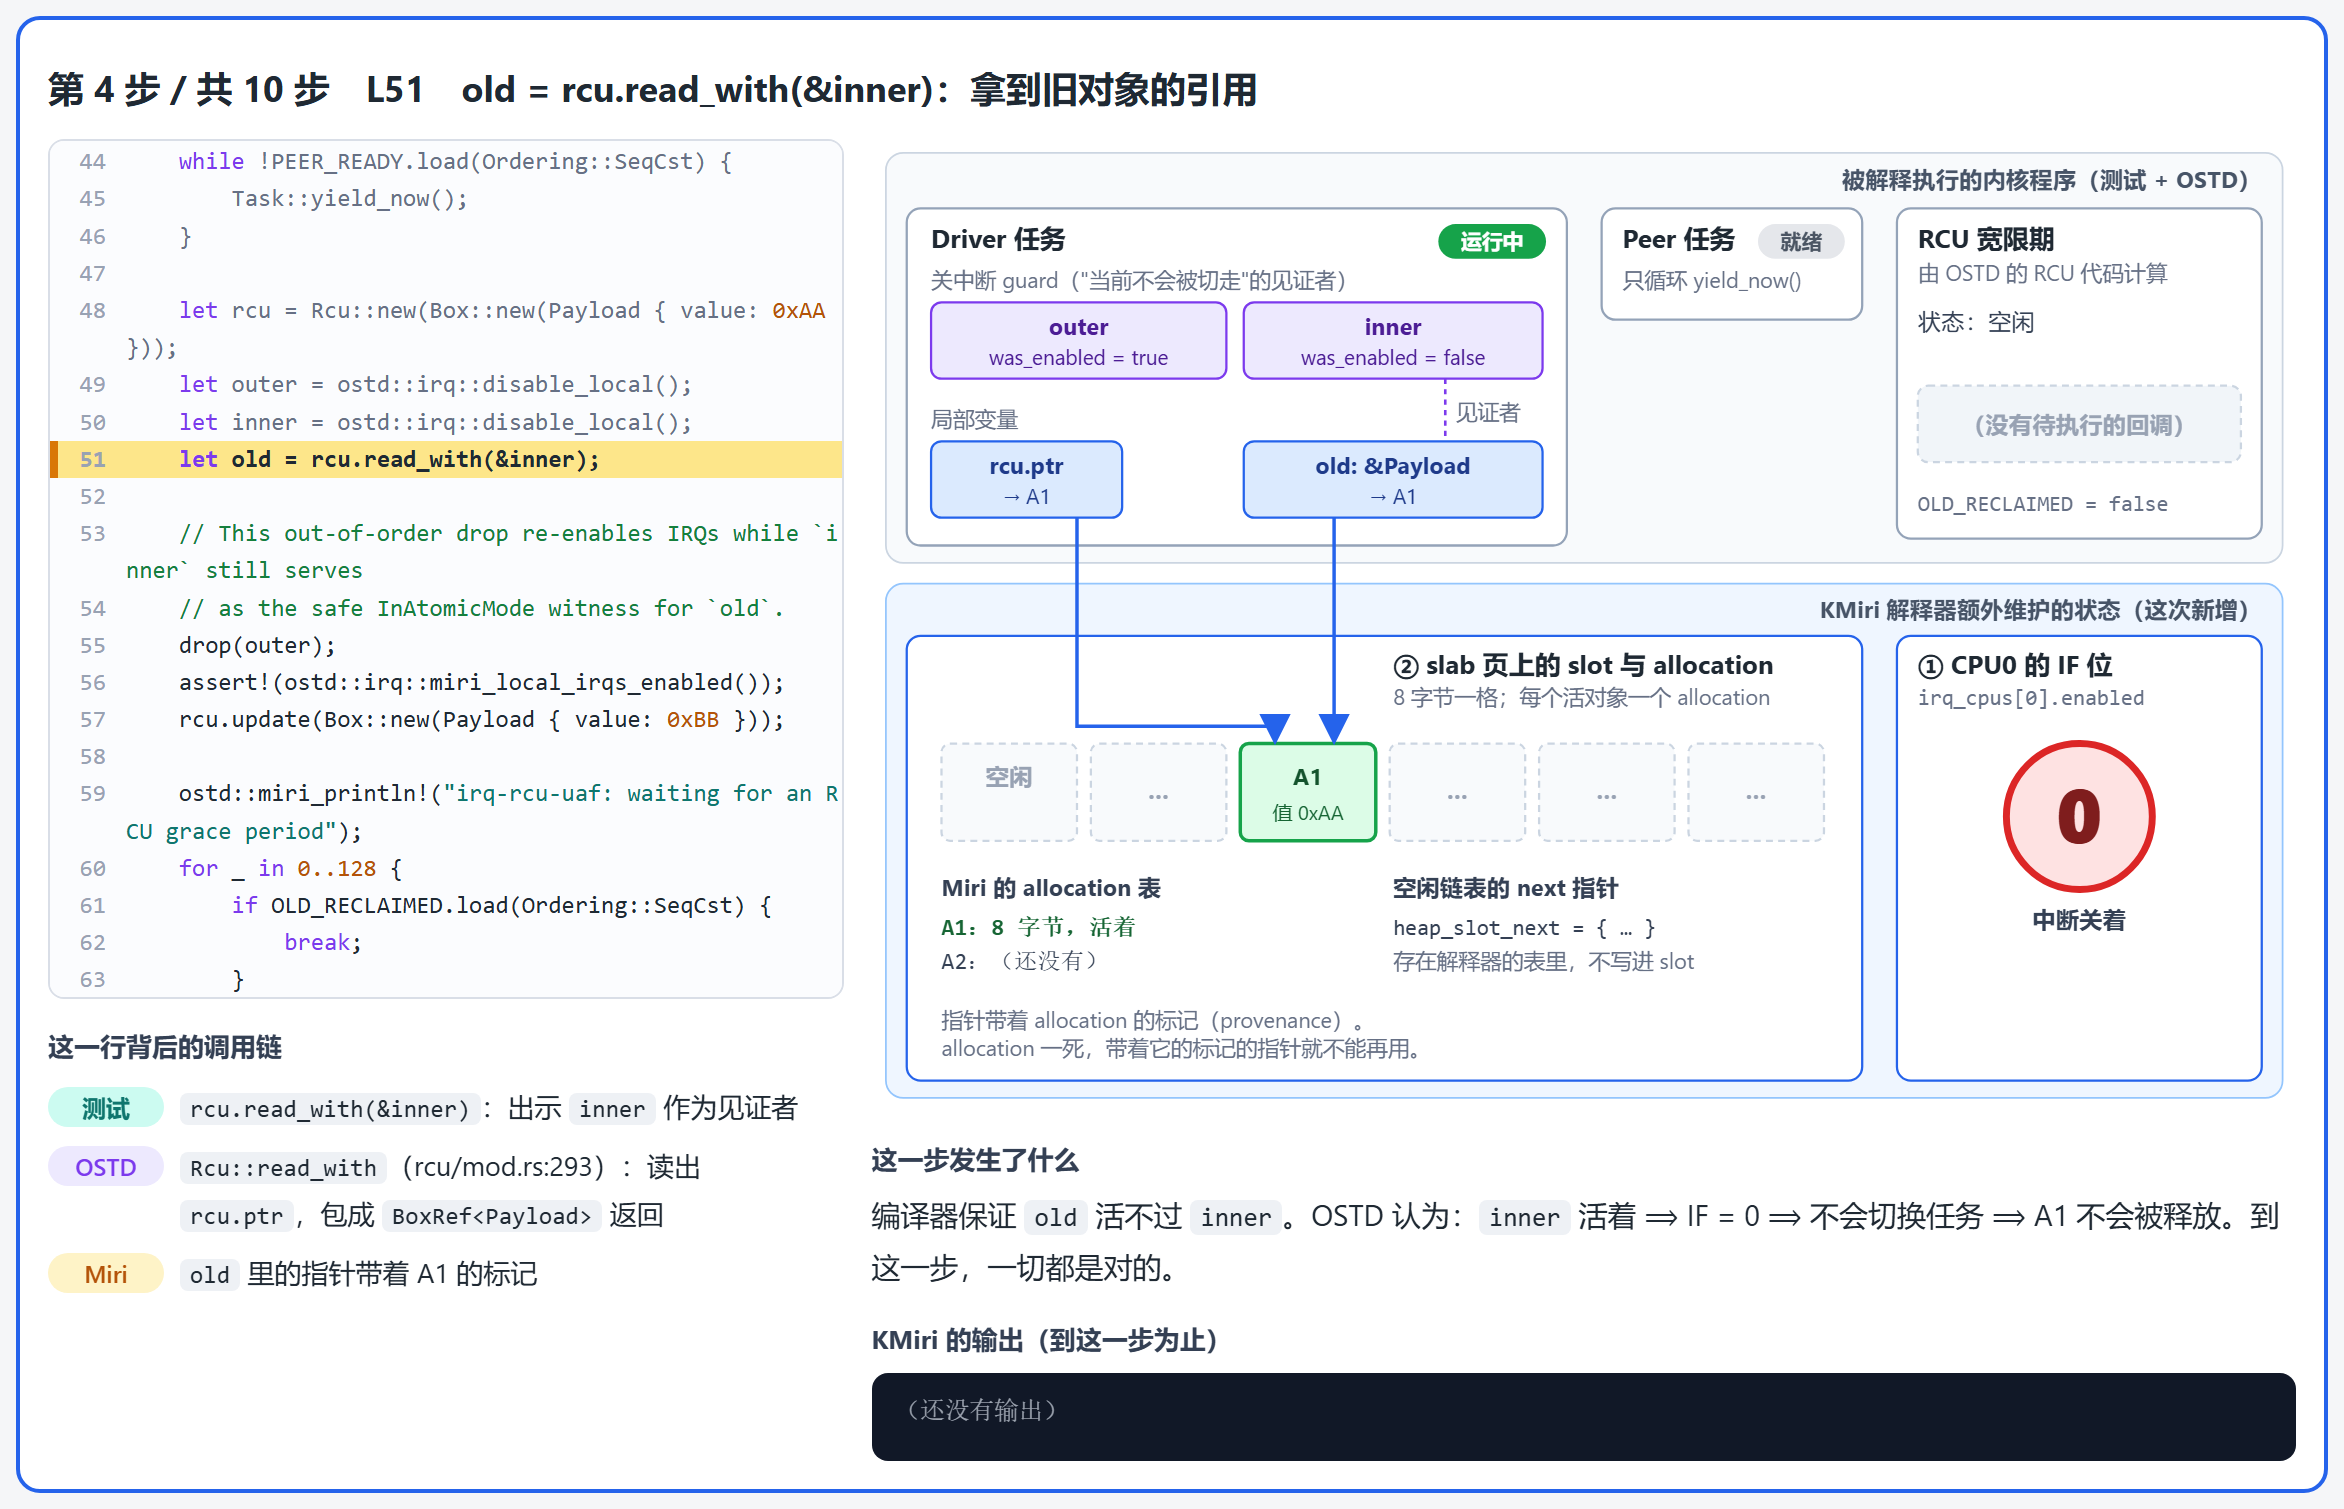 第 4 步 / 共 10 步 L51 old = rcu.read_with(&inner)：拿到旧对象的引用
44 while !PEER_READY.load(Ordering::SeqCst) {
45 Task::yield_now();
46 }
47
48 let rcu = Rcu::new(Box::new(Payload { value: 0xAA
}));
49 let outer = ostd::irq::disable_local();
50 let inner = ostd::irq::disable_local();
51 let old = rcu.read_with(&inner);
52
53 // This out-of-order drop re-enables IRQs while `i
nner` still serves
54 // as the safe InAtomicMode witness for `old`.
55 drop(outer);
56 assert!(ostd::irq::miri_local_irqs_enabled());
57 rcu.update(Box::new(Payload { value: 0xBB }));
58
59 ostd::miri_println!("irq-rcu-uaf: waiting for an R
CU grace period");
60 for _ in 0..128 {
61 if OLD_RECLAIMED.load(Ordering::SeqCst) {
62 break;
63 }
这一行背后的调用链
测试 rcu.read_with(&inner)：出示 inner 作为见证者
OSTD Rcu::read_with（rcu/mod.rs:293）：读出
rcu.ptr，包成 BoxRef<Payload> 返回
Miri old 里的指针带着 A1 的标记
被解释执行的内核程序（测试 + OSTD）
Driver 任务 运行中
关中断 guard（"当前不会被切走"的见证者）
outer
was_enabled = true
inner
was_enabled = false
局部变量
见证者
rcu.ptr
→ A1
old: &Payload
→ A1
Peer 任务 就绪
只循环 yield_now()
RCU 宽限期
由 OSTD 的 RCU 代码计算
状态：空闲
（没有待执行的回调）
OLD_RECLAIMED = false
KMiri 解释器额外维护的状态（这次新增）
② slab 页上的 slot 与 allocation
8 字节一格；每个活对象一个 allocation
空闲
...
A1
值 0xAA
...
...
...
Miri 的 allocation 表
A1：8 字节，活着
A2：（还没有）
空闲链表的 next 指针
heap_slot_next = { … }
存在解释器的表里，不写进 slot
指针带着 allocation 的标记（provenance）。
allocation 一死，带着它的标记的指针就不能再用。
① CPU0 的 IF 位
irq_cpus[0].enabled
0
中断关着
这一步发生了什么
编译器保证 old 活不过 inner。OSTD 认为：inner 活着 ⟹ IF = 0 ⟹ 不会切换任务 ⟹ A1 不会被释放。到
这一步，一切都是对的。
KMiri 的输出（到这一步为止）
（还没有输出）